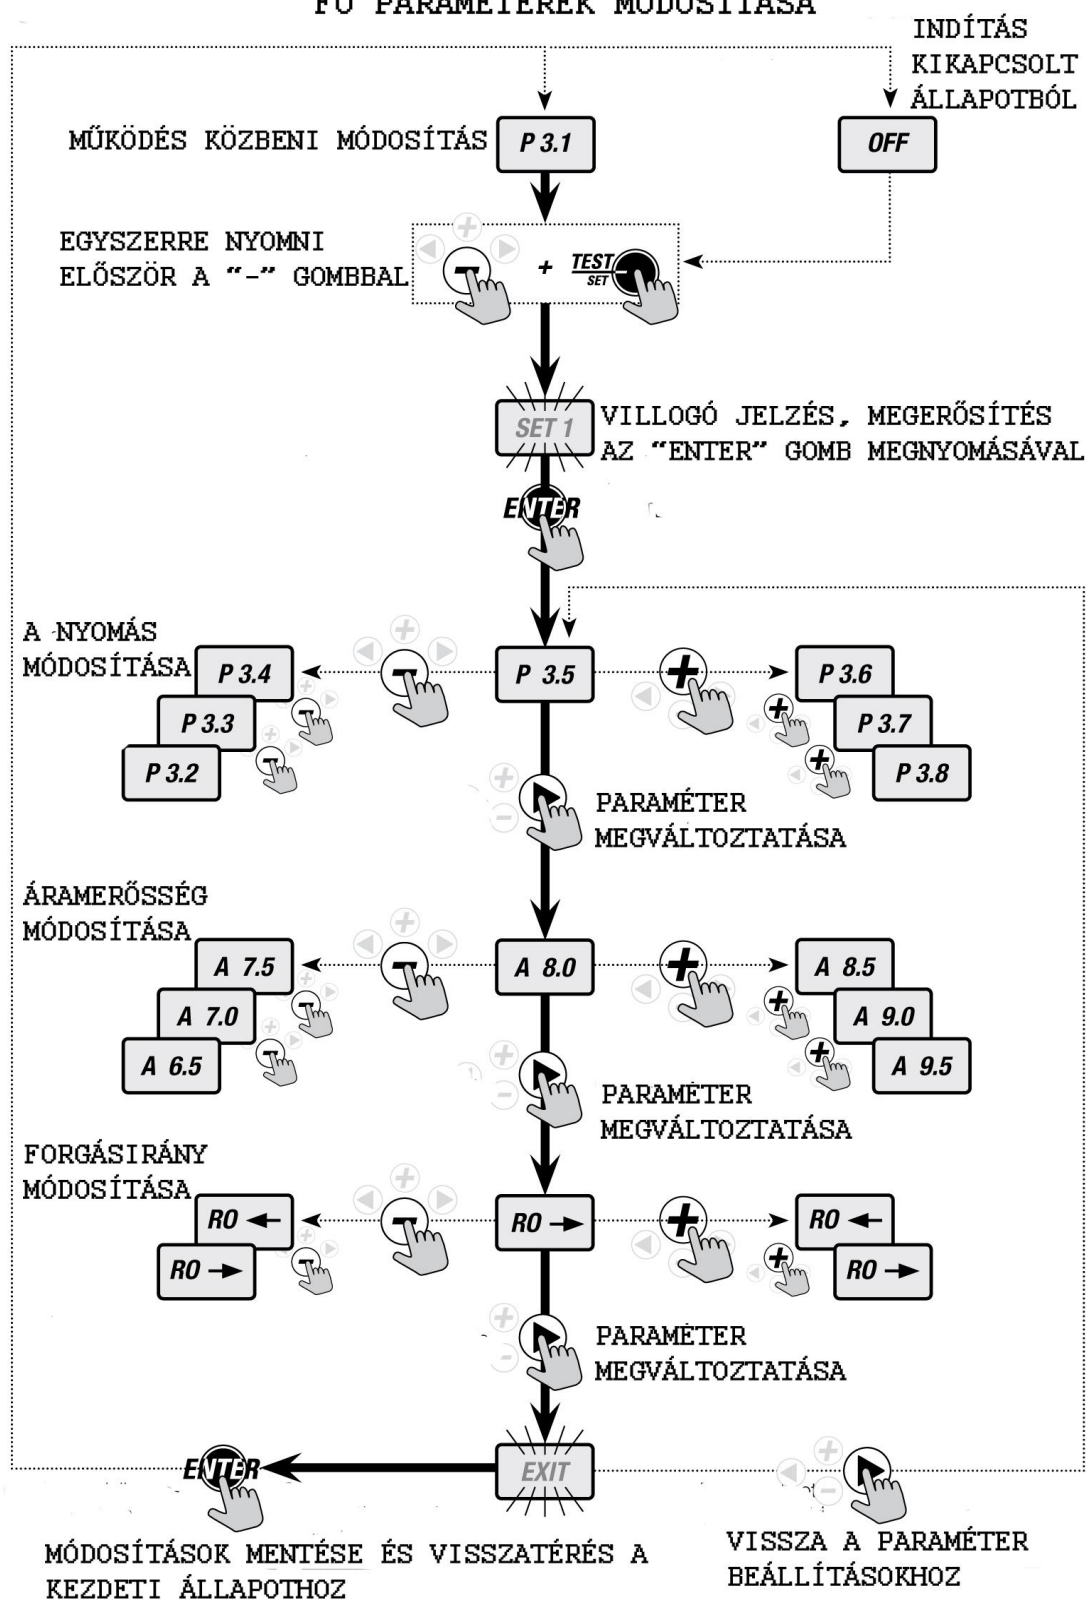 FŐ PARAMÉTEREK MÓDOSÍTÁSA
INDÍTÁS
KIKAPCSOLT
ÁLLAPOTBÓL
MŰKÖDÉS KÖZBENI MÓDOSÍTÁS
P 3.1
OFF
EGYSZERRE NYOMNI
ELŐSZÖR A “-” GOMBBAL
+
-
+
TEST
SET
SET 1
VILLOGÓ JELZÉS, MEGERŐSÍTÉS
AZ “ENTER” GOMB MEGNYOMÁSÁVAL
ENTER
A NYOMÁS
MÓDOSÍTÁSA
P 3.4
P 3.3
P 3.2
P 3.5
P 3.6
P 3.7
P 3.8
PARAMÉTER
MEGVÁLTOZTATÁSA
ÁRAMERŐSSÉG
MÓDOSÍTÁSA
A 7.5
A 7.0
A 6.5
A 8.0
A 8.5
A 9.0
A 9.5
PARAMÉTER
MEGVÁLTOZTATÁSA
FORGÁSIRÁNY
MÓDOSÍTÁSA
RO ←
RO →
RO →
RO ←
RO →
PARAMÉTER
MEGVÁLTOZTATÁSA
ENTER
EXIT
MÓDOSÍTÁSOK MENTÉSE ÉS VISSZATÉRÉS A
KEZDETI ÁLLAPOTHOZ
VISSZA A PARAMÉTER
BEÁLLÍTÁSOKHOZ